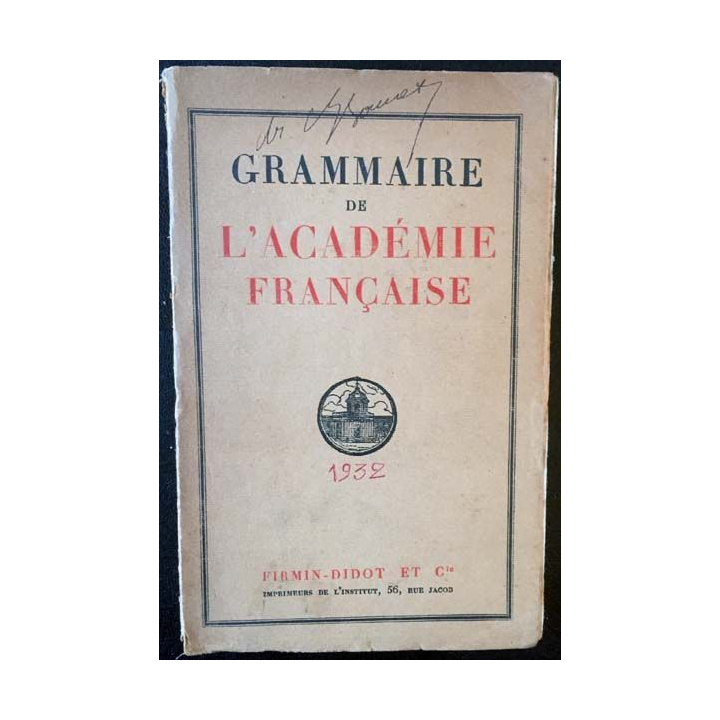 GRAMMAIRE
DE
L'ACADÉMIE
FRANÇAISE
1932
FIRMIN-DIDOT ET Cie
IMPRIMEURS DE L'INSTITUT, 56, RUE JACOB